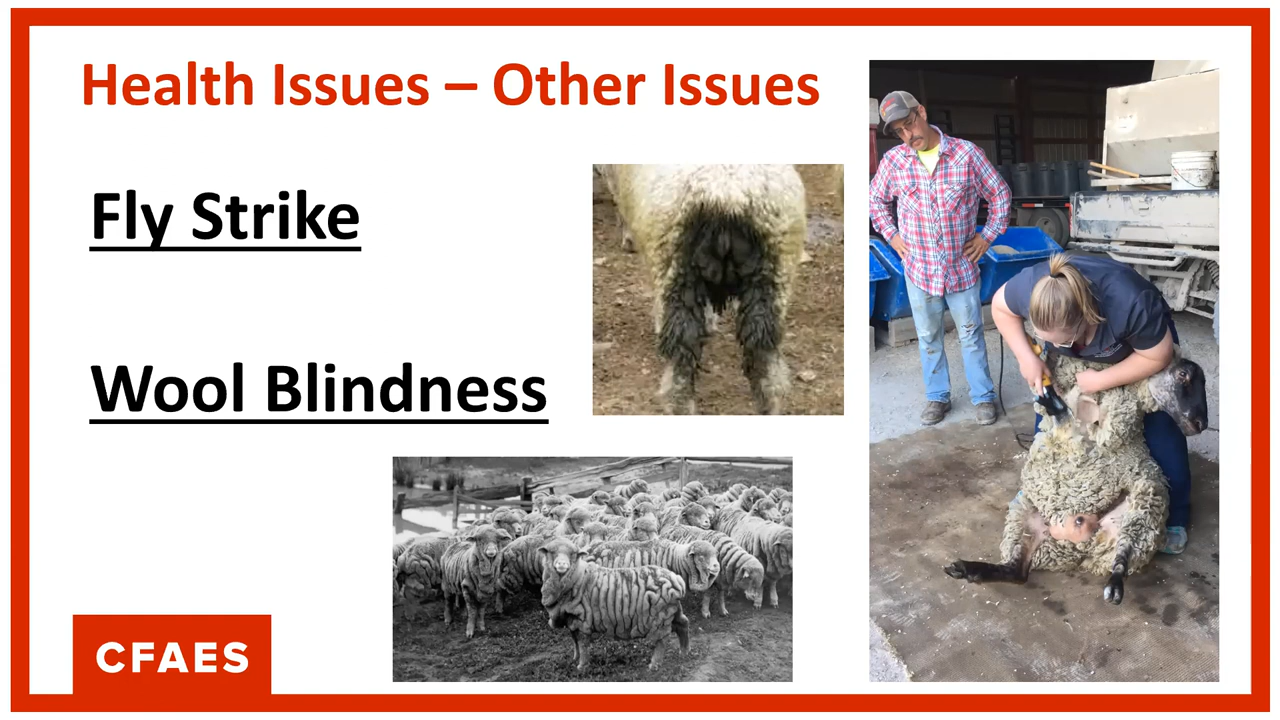 Health Issues – Other Issues
Fly Strike
Wool Blindness
CFAES